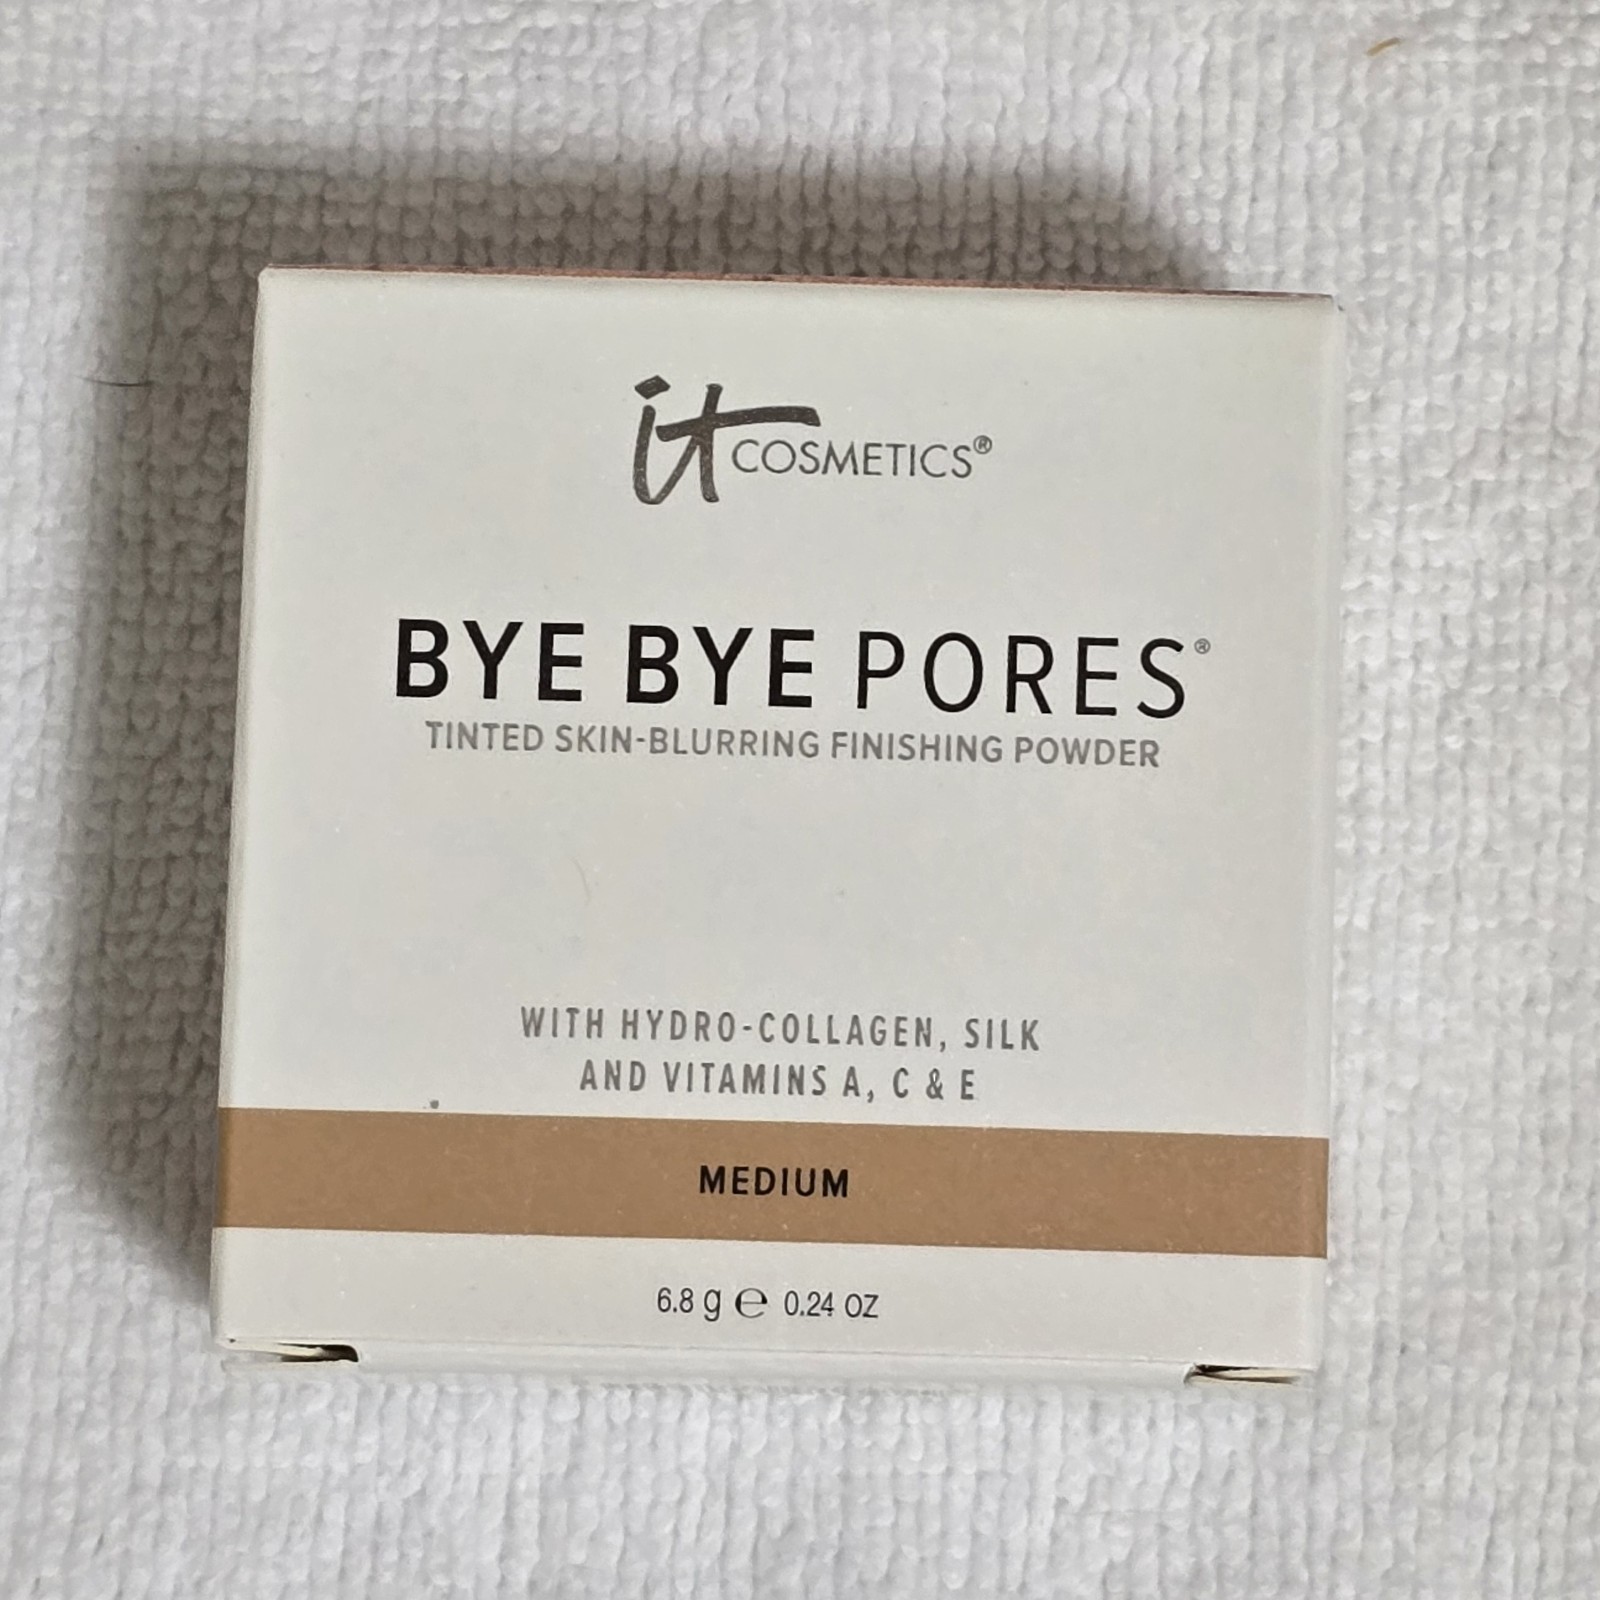 it COSMETICS®
BYE BYE PORES®
TINTED SKIN-BLURRING FINISHING POWDER
WITH HYDRO-COLLAGEN, SILK
AND VITAMINS A, C & E
MEDIUM
6.8 g ℮ 0.24 OZ